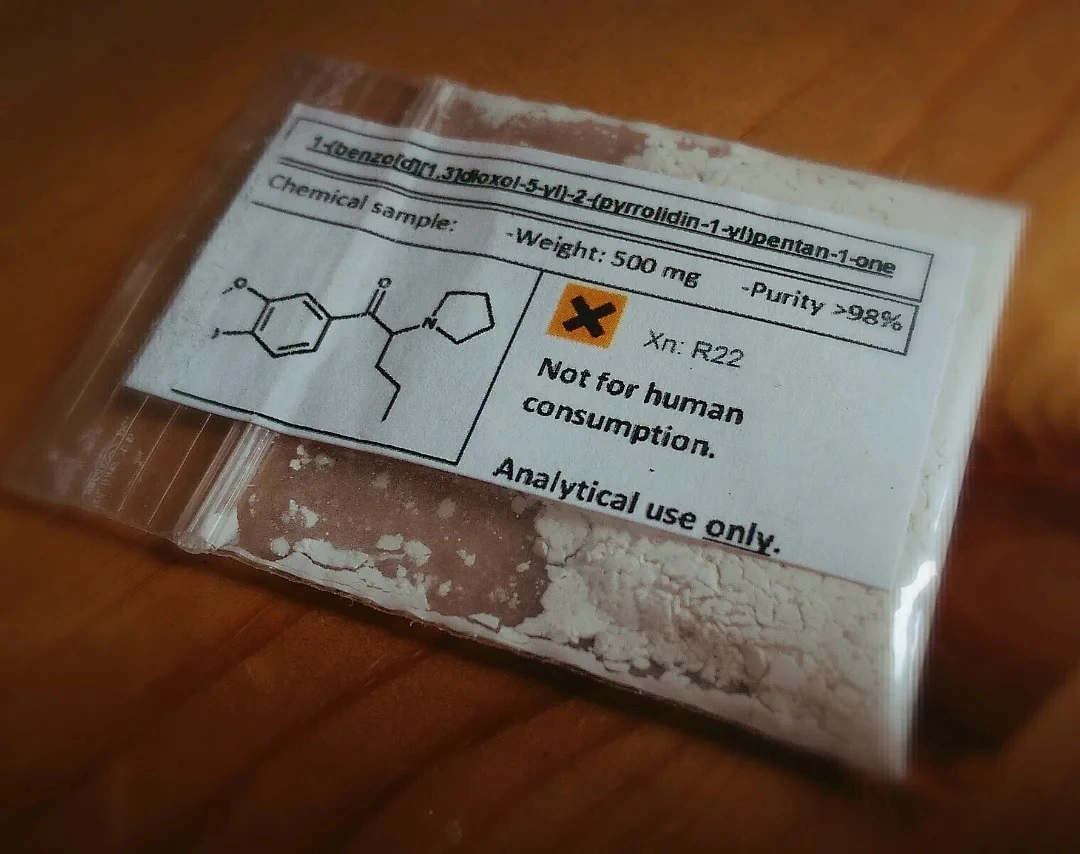 1-(benzo[d][1,3]dioxol-5-yl)-2-(pyrrolidin-1-yl)pentan-1-one
Chemical sample: -Weight: 500 mg -Purity >98%
O
O
N
Xn: R22
Not for human
consumption.
Analytical use only.